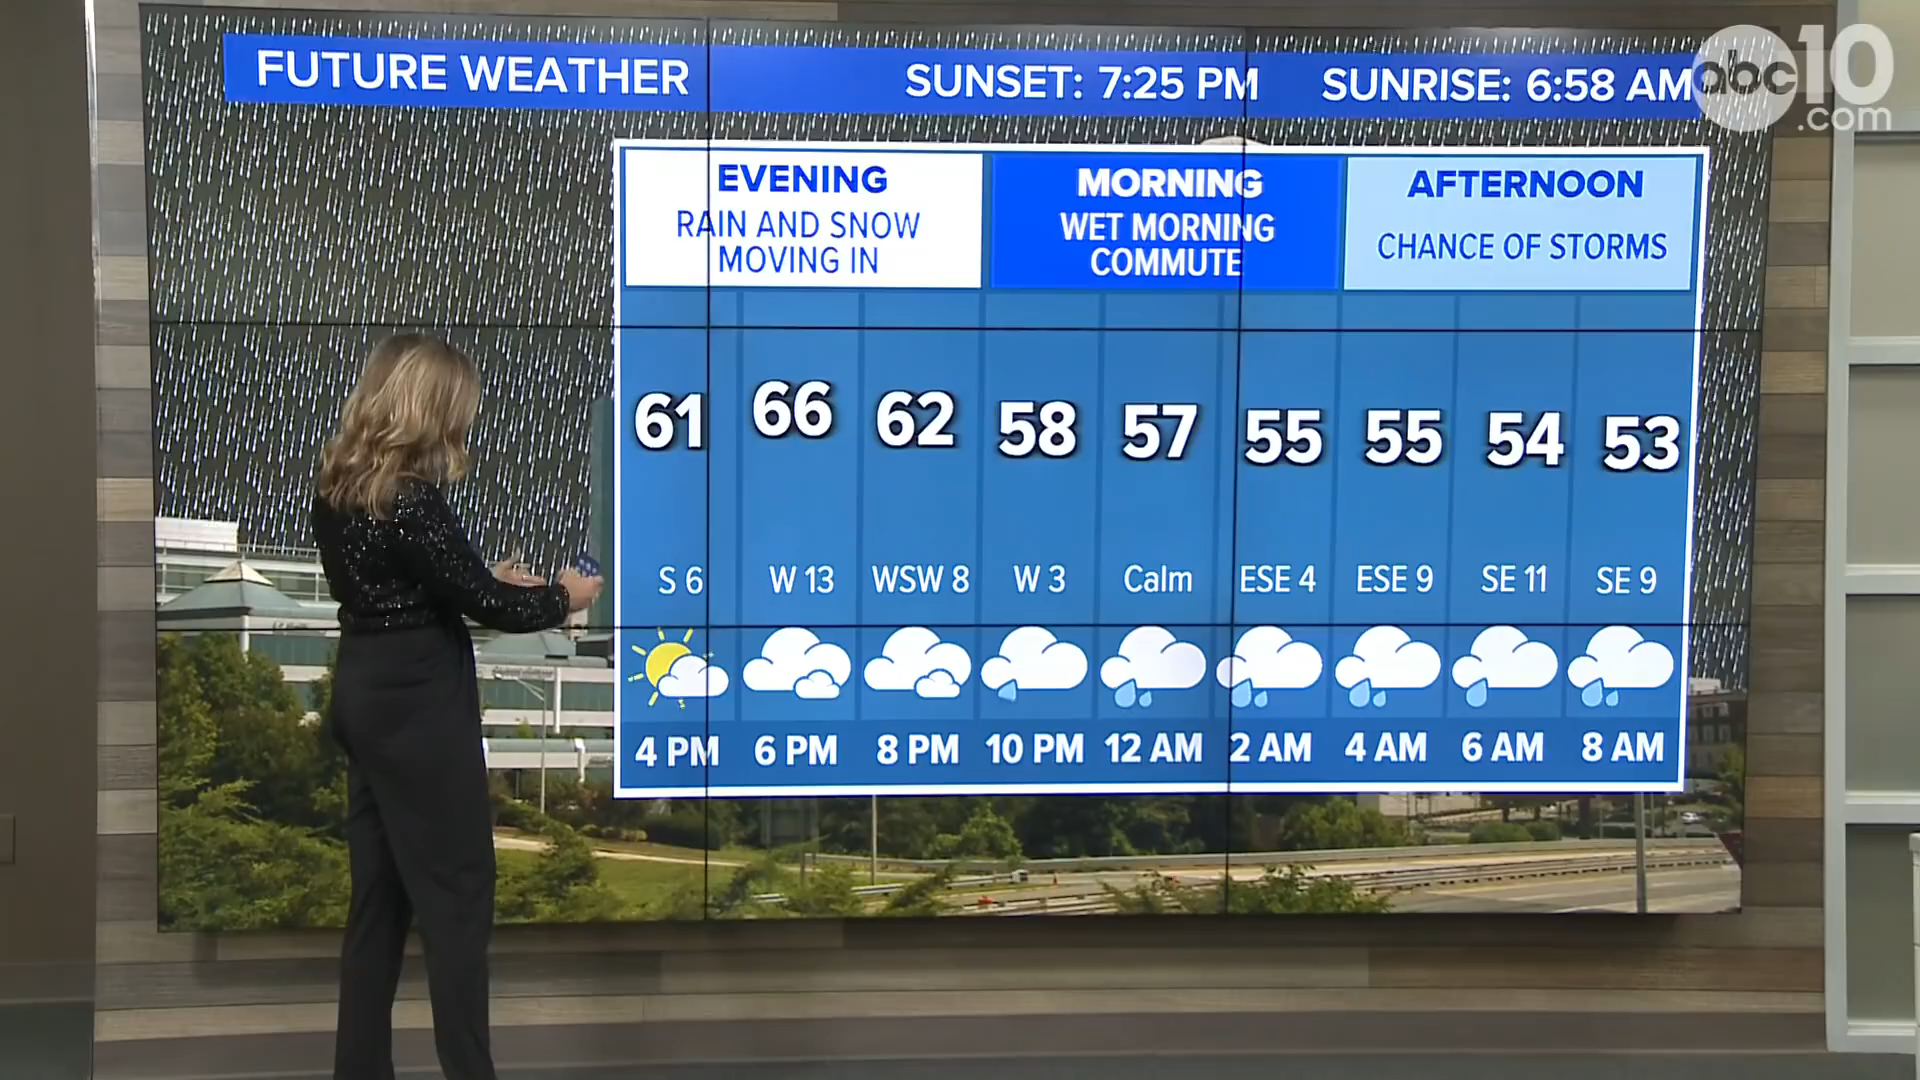 FUTURE WEATHER SUNSET: 7:25 PM SUNRISE: 6:58 AM
abc10
.com
EVENING
RAIN AND SNOW
MOVING IN
MORNING
WET MORNING
COMMUTE
AFTERNOON
CHANCE OF STORMS
61 66 62 58 57 55 55 54 53
S 6 W 13 WSW 8 W 3 Calm ESE 4 ESE 9 SE 11 SE 9
4 PM 6 PM 8 PM 10 PM 12 AM 2 AM 4 AM 6 AM 8 AM